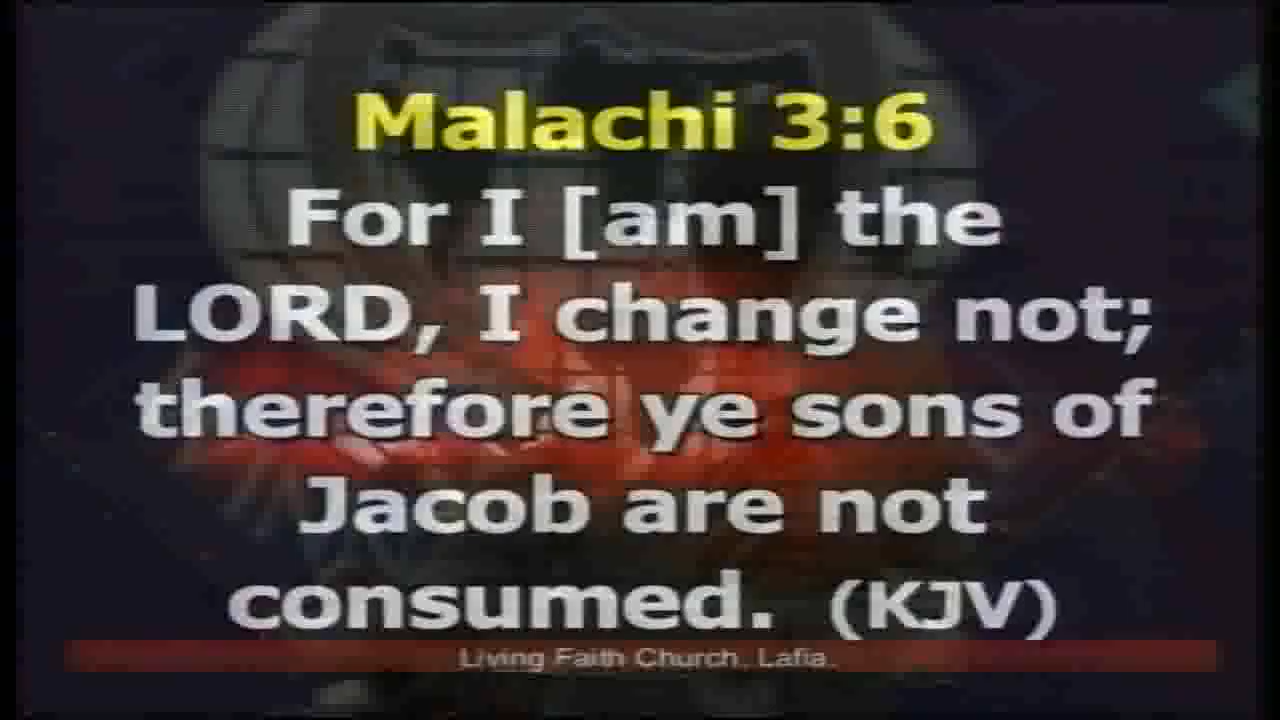 Malachi 3:6
For I [am] the
LORD, I change not;
therefore ye sons of
Jacob are not
consumed. (KJV)
Living Faith Church. Lafia.